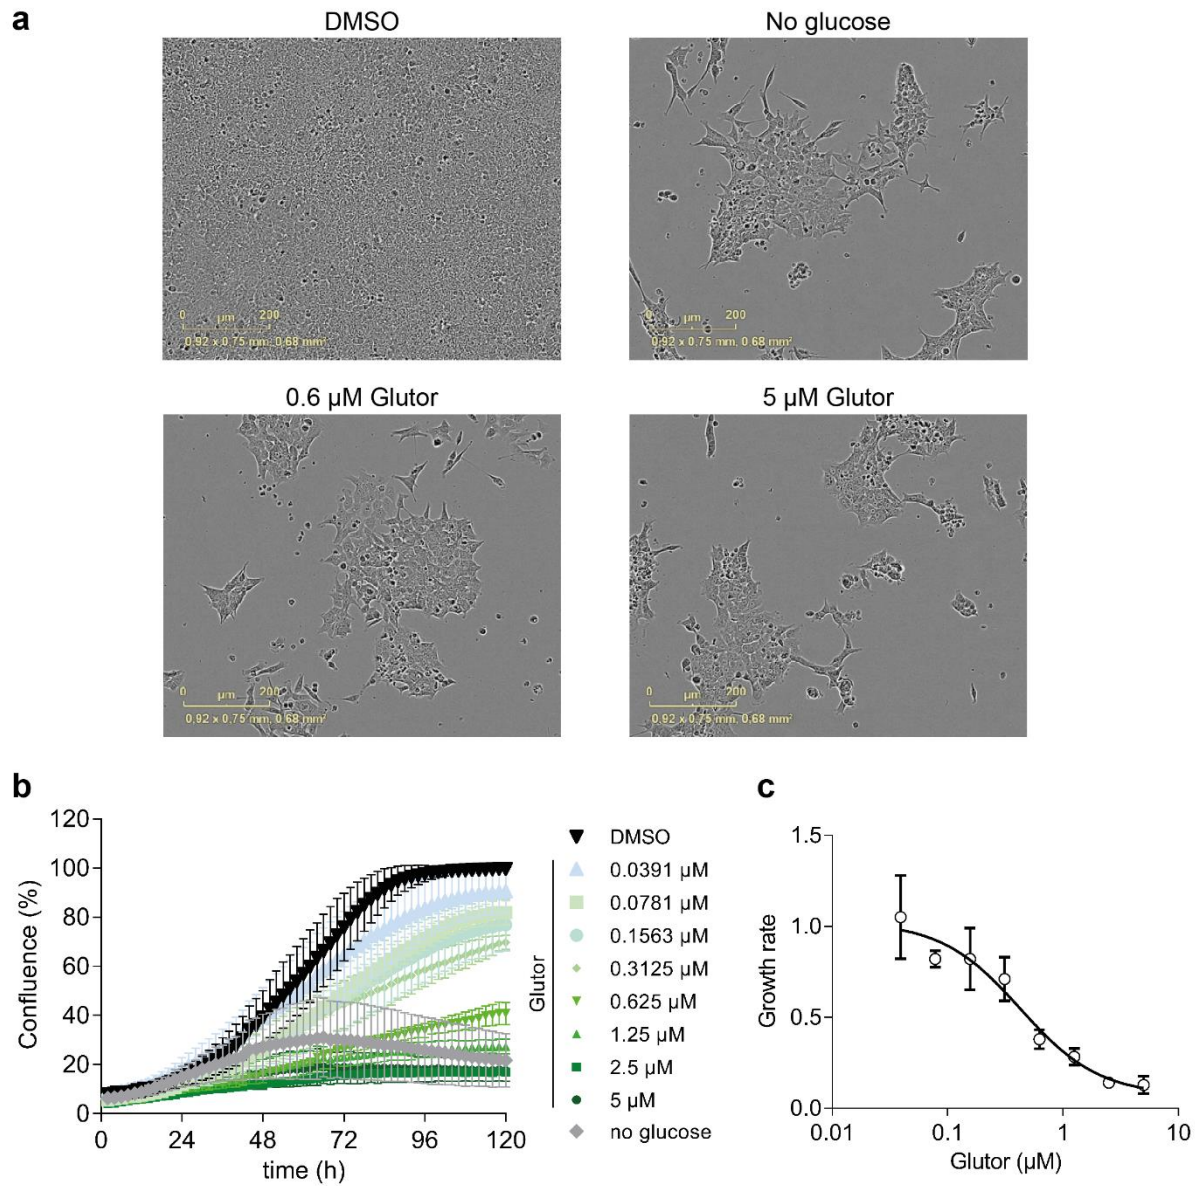 a
DMSO
No glucose
0 µm 200
0,92 x 0,75 mm, 0,68 mm²
0 µm 200
0,92 x 0,75 mm, 0,68 mm²
0.6 µM Glutor
5 µM Glutor
0 µm 200
0,92 x 0,75 mm, 0,68 mm²
0 µm 200
0,92 x 0,75 mm, 0,68 mm²
b
Confluence (%)
120
100
80
60
40
20
0
0 24 48 72 96 120
time (h)
DMSO
0.0391 µM
0.0781 µM
0.1563 µM
0.3125 µM
0.625 µM
1.25 µM
2.5 µM
5 µM
no glucose
Glutor
c
Growth rate
1.5
1.0
0.5
0.0
0.01 0.1 1 10
Glutor (µM)